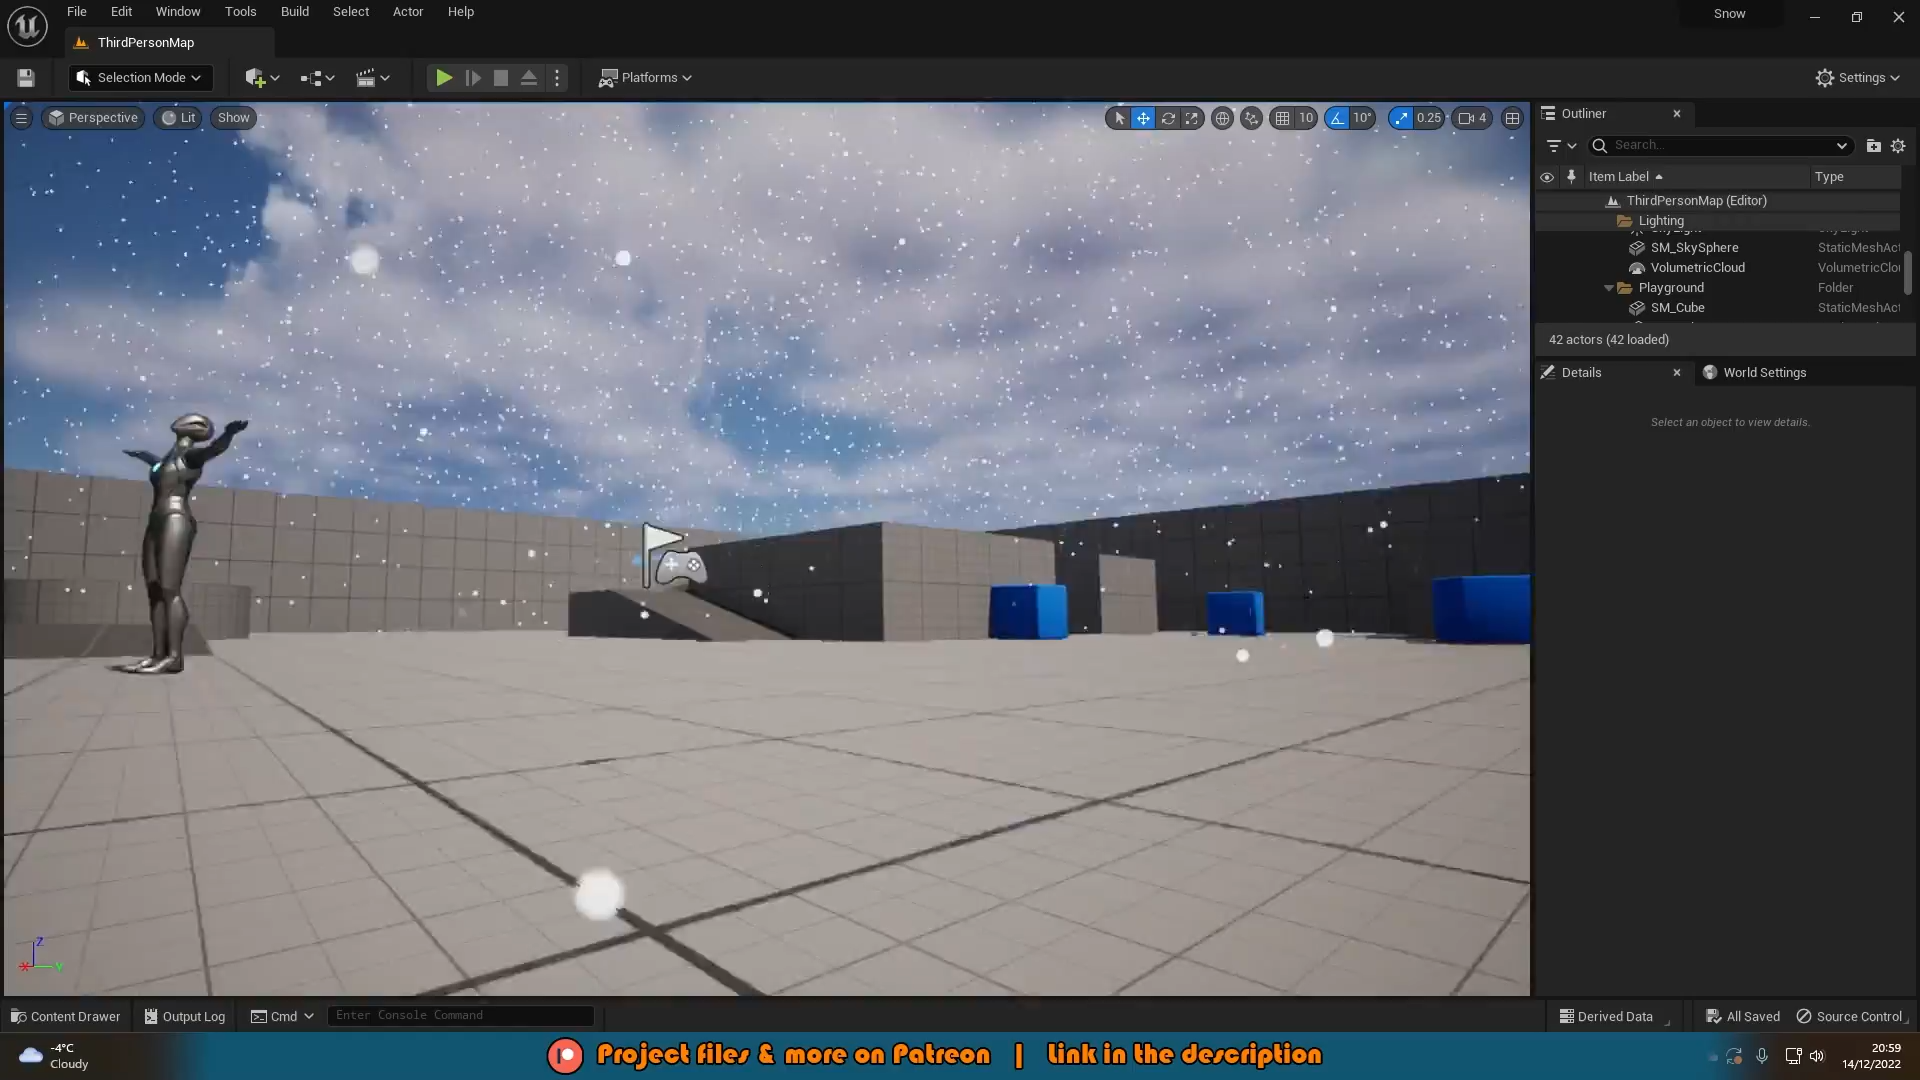 File Edit Window Tools Build Select Actor Help
Snow
ThirdPersonMap
Selection Mode
Platforms
Settings
Perspective Lit Show
10 10° 0.25 4
Outliner
Search...
Item Label Type
ThirdPersonMap (Editor)
Lighting
SM_SkySphere StaticMeshAct
VolumetricCloud VolumetricClou
Playground Folder
SM_Cube StaticMeshAct
42 actors (42 loaded)
Details World Settings
Select an object to view details.
Z
X Y
Content Drawer Output Log Cmd Enter Console Command Derived Data All Saved Source Control
-4°C
Cloudy
Project files & more on Patreon | Link in the description
20:59
14/12/2022